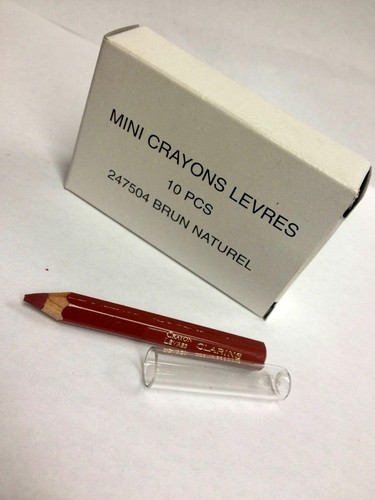 MINI CRAYONS LEVRES
10 PCS
247504 BRUN NATUREL
CRAYON
LEVRES CLARINS